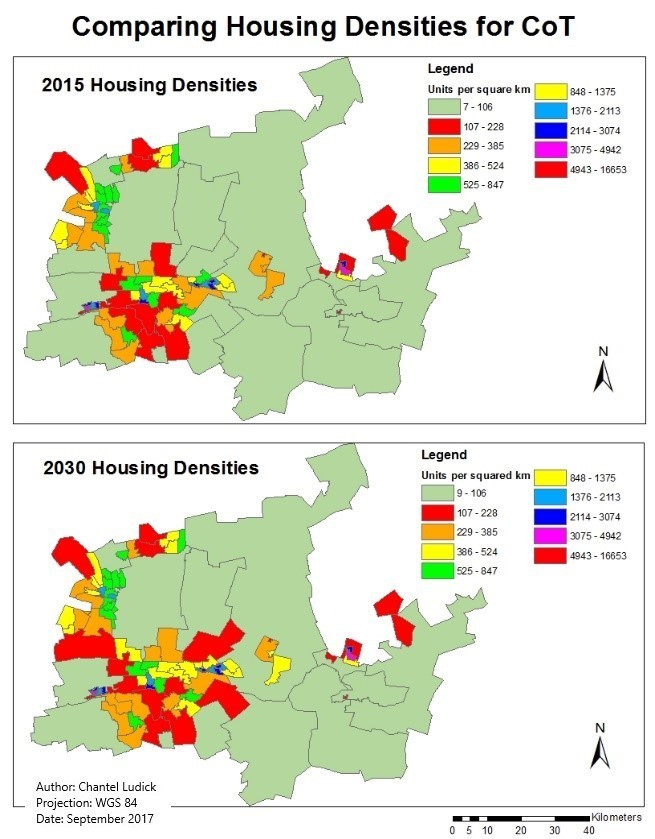 Comparing Housing Densities for CoT
2015 Housing Densities
Legend
Units per square km
7 - 106
107 - 228
229 - 385
386 - 524
525 - 847
848 - 1375
1376 - 2113
2114 - 3074
3075 - 4942
4943 - 16653
N
2030 Housing Densities
Legend
Units per squared km
9 - 106
107 - 228
229 - 385
386 - 524
525 - 847
848 - 1375
1376 - 2113
2114 - 3074
3075 - 4942
4943 - 16653
N
Author: Chantel Ludick
Projection: WGS 84
Date: September 2017
Kilometers
0 5 10 20 30 40